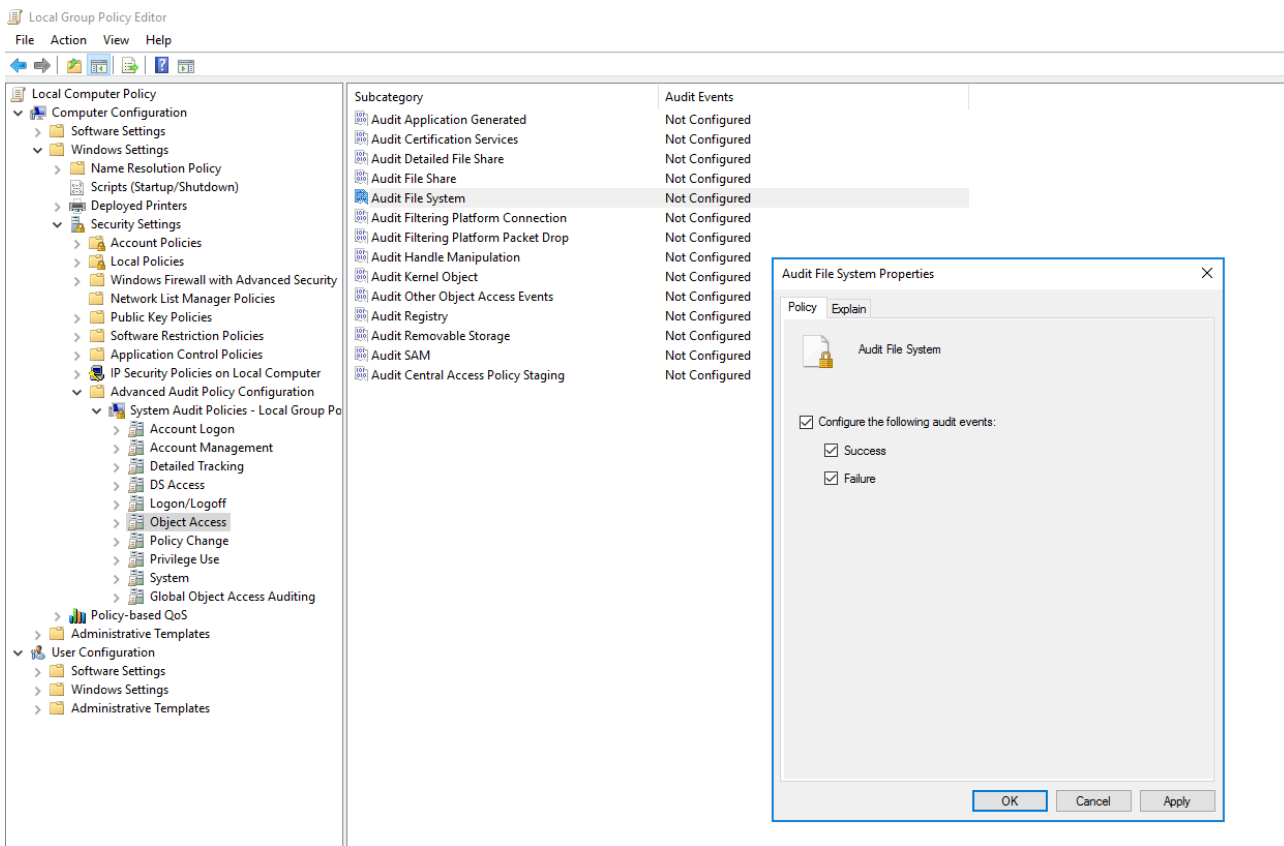 Local Group Policy Editor
File Action View Help
Local Computer Policy
Computer Configuration
Software Settings
Windows Settings
Name Resolution Policy
Scripts (Startup/Shutdown)
Deployed Printers
Security Settings
Account Policies
Local Policies
Windows Firewall with Advanced Security
Network List Manager Policies
Public Key Policies
Software Restriction Policies
Application Control Policies
IP Security Policies on Local Computer
Advanced Audit Policy Configuration
System Audit Policies - Local Group Po
Account Logon
Account Management
Detailed Tracking
DS Access
Logon/Logoff
Object Access
Policy Change
Privilege Use
System
Global Object Access Auditing
Policy-based QoS
Administrative Templates
User Configuration
Software Settings
Windows Settings
Administrative Templates
Subcategory Audit Events
Audit Application Generated Not Configured
Audit Certification Services Not Configured
Audit Detailed File Share Not Configured
Audit File Share Not Configured
Audit File System Not Configured
Audit Filtering Platform Connection Not Configured
Audit Filtering Platform Packet Drop Not Configured
Audit Handle Manipulation Not Configured
Audit Kernel Object Not Configured
Audit Other Object Access Events Not Configured
Audit Registry Not Configured
Audit Removable Storage Not Configured
Audit SAM Not Configured
Audit Central Access Policy Staging Not Configured
Audit File System Properties
Policy Explain
Audit File System
Configure the following audit events:
Success
Failure
OK Cancel Apply